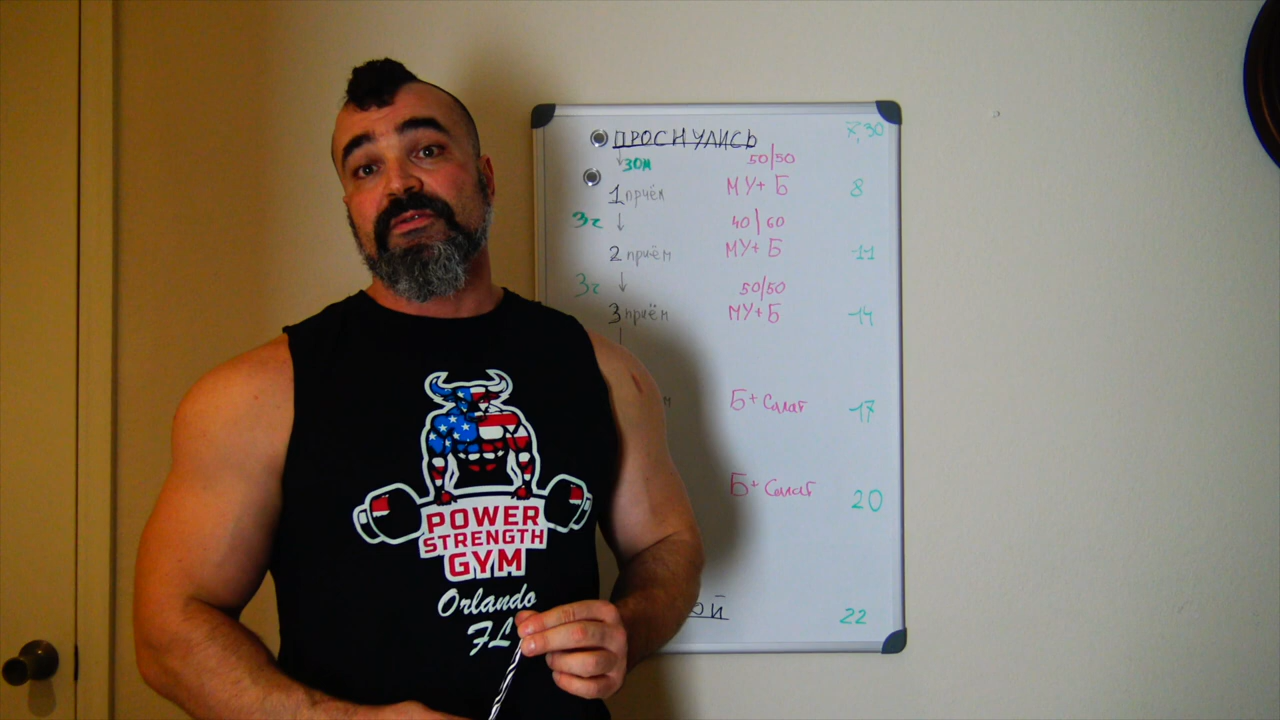 ПРОСНУЛИСЬ 7,30
30м 50/50
1 приём МУ+Б 8
3ч 40/60
2 приём МУ+Б -11
3ч 50/50
3 приём МУ+Б -14
м Б+Салат -17
Б+Салат 20
ОЙ 22
POWER
STRENGTH
GYM
Orlando
FL